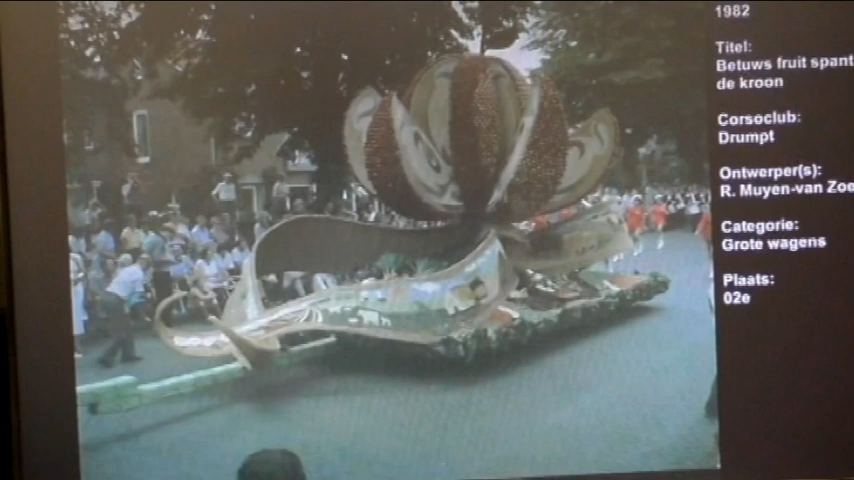 1982
Titel:
Betuws fruit spant
de kroon
Corsoclub:
Drumpt
Ontwerper(s):
R. Muyen-van Zoe
Categorie:
Grote wagens
Plaats:
02e